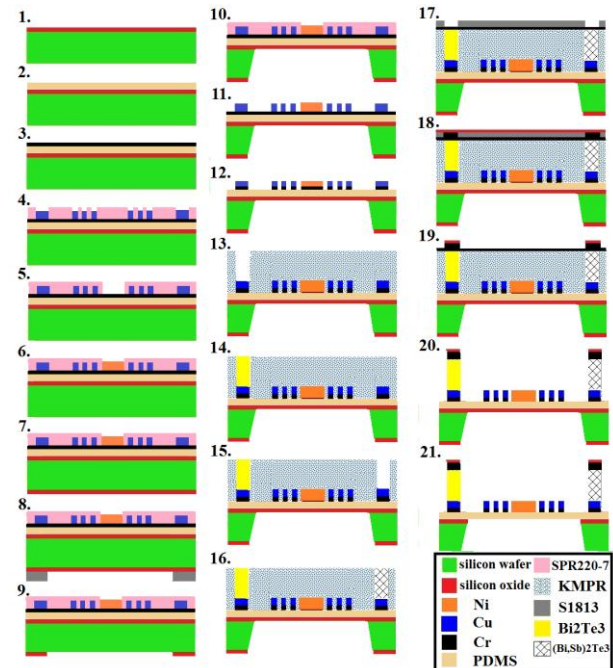 1.
2.
3.
4.
5.
6.
7.
8.
9.
10.
11.
12.
13.
14.
15.
16.
17.
18.
19.
20.
21.
silicon wafer
silicon oxide
Ni
Cu
Cr
PDMS
SPR220-7
KMPR
S1813
Bi2Te3
(Bi,Sb)2Te3